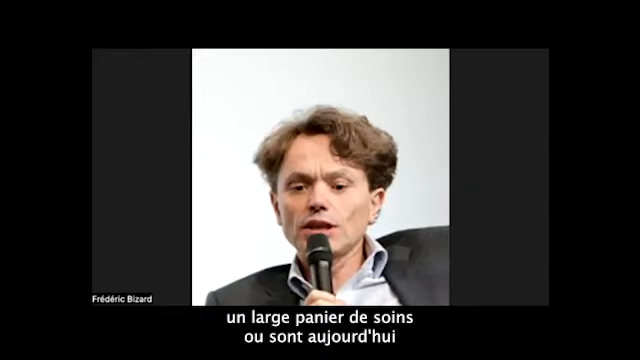 Frédéric Bizard
un large panier de soins
ou sont aujourd'hui